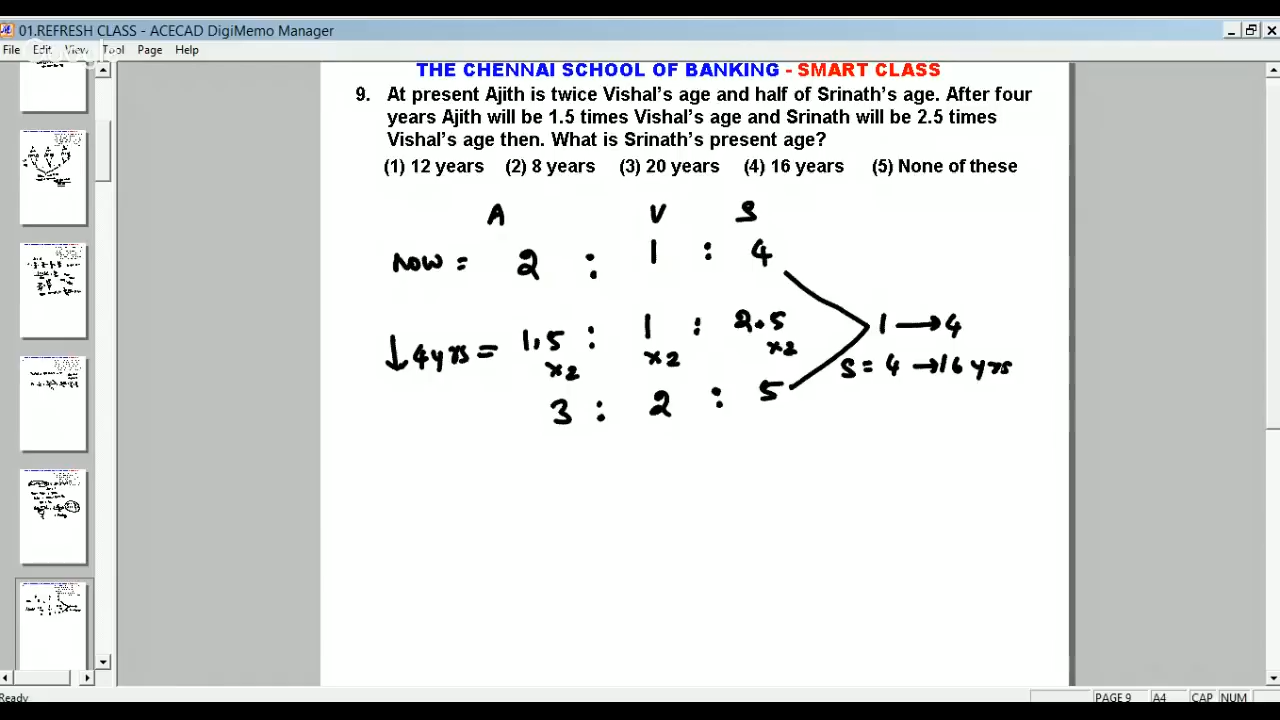 01.REFRESH CLASS - ACECAD DigiMemo Manager
File Edit View Tool Page Help
THE CHENNAI SCHOOL OF BANKING - SMART CLASS
9. At present Ajith is twice Vishal's age and half of Srinath's age. After four
years Ajith will be 1.5 times Vishal's age and Srinath will be 2.5 times
Vishal's age then. What is Srinath's present age?
(1) 12 years (2) 8 years (3) 20 years (4) 16 years (5) None of these
A V S
Now = 2 : 1 : 4
↓ 4 yrs = 1.5 : 1 : 2.5
x2 x2 x2
3 : 2 : 5
1 → 4
S = 4 → 16 yrs
Ready PAGE 9 A4 CAP NUM